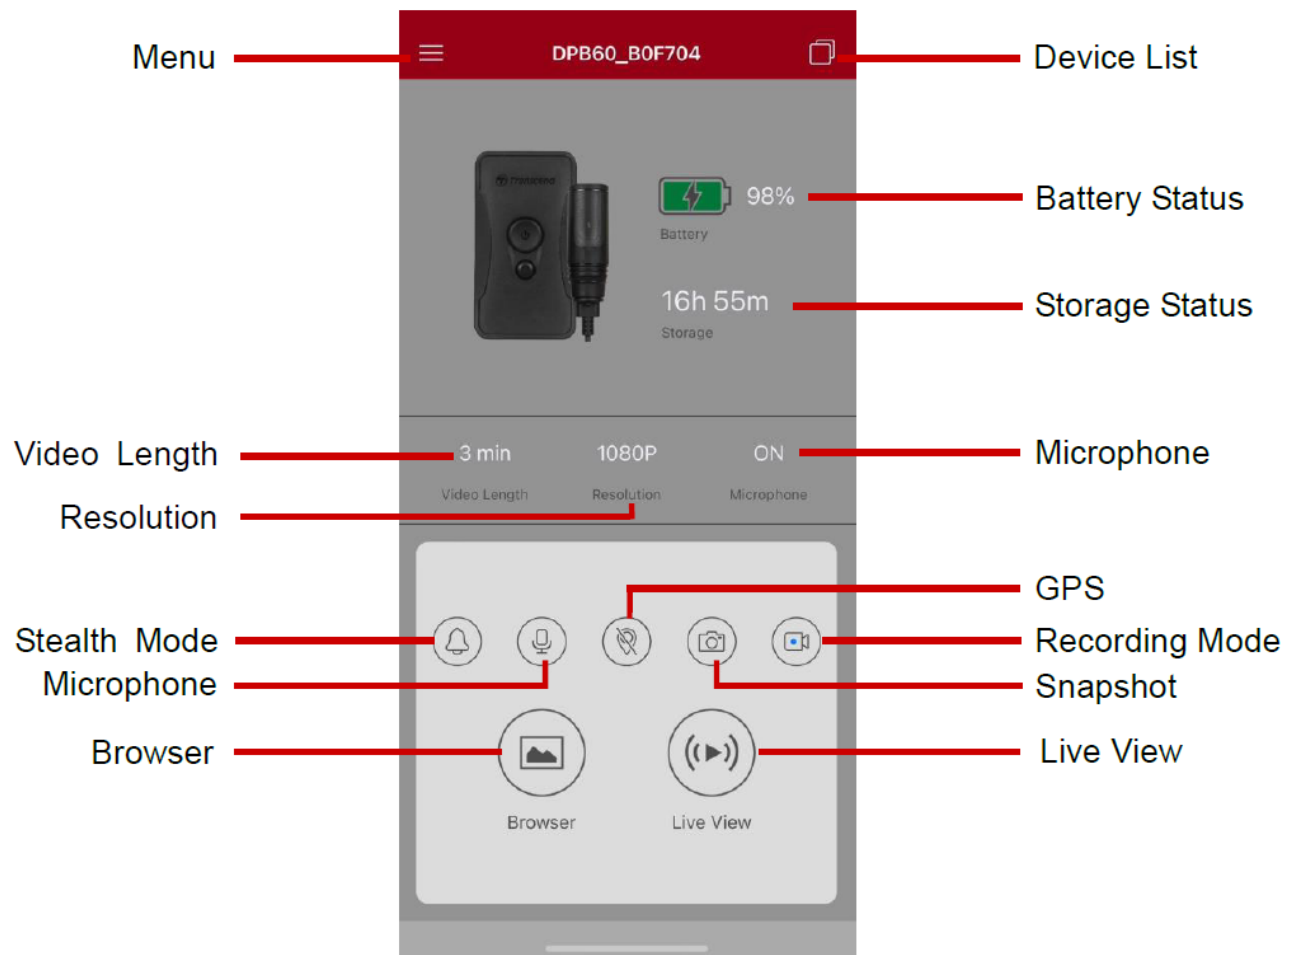 Menu
DPB60_B0F704
Device List
Transcend
98%
Battery
Battery Status
16h 55m
Storage
Storage Status
Video Length
3 min
1080P
ON
Microphone
Video Length
Resolution
Microphone
Resolution
GPS
Stealth Mode
Recording Mode
Microphone
Snapshot
Browser
Live View
Browser
Live View